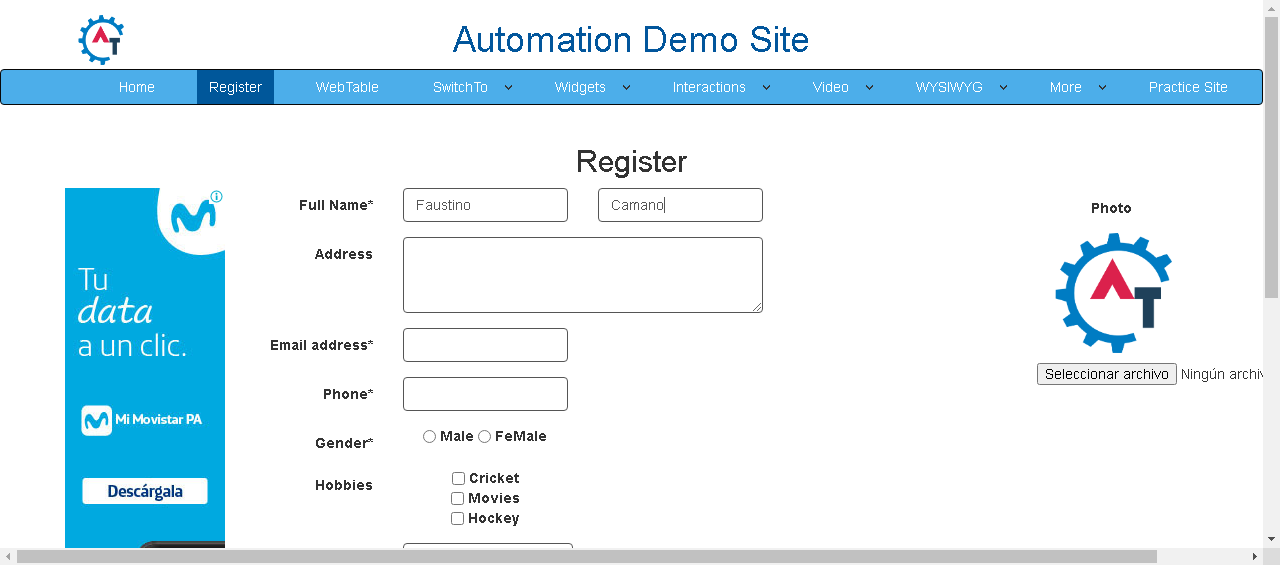 Automation Demo Site
Home Register WebTable SwitchTo Widgets Interactions Video WYSIWYG More Practice Site
Register
Full Name* Faustino Camano
Photo
Address
Tu
data
a un clic.
Email address*
Seleccionar archivo Ningún archiv
Phone*
Mi Movistar PA
Gender* Male FeMale
Hobbies Cricket
Movies
Hockey
Descárgala